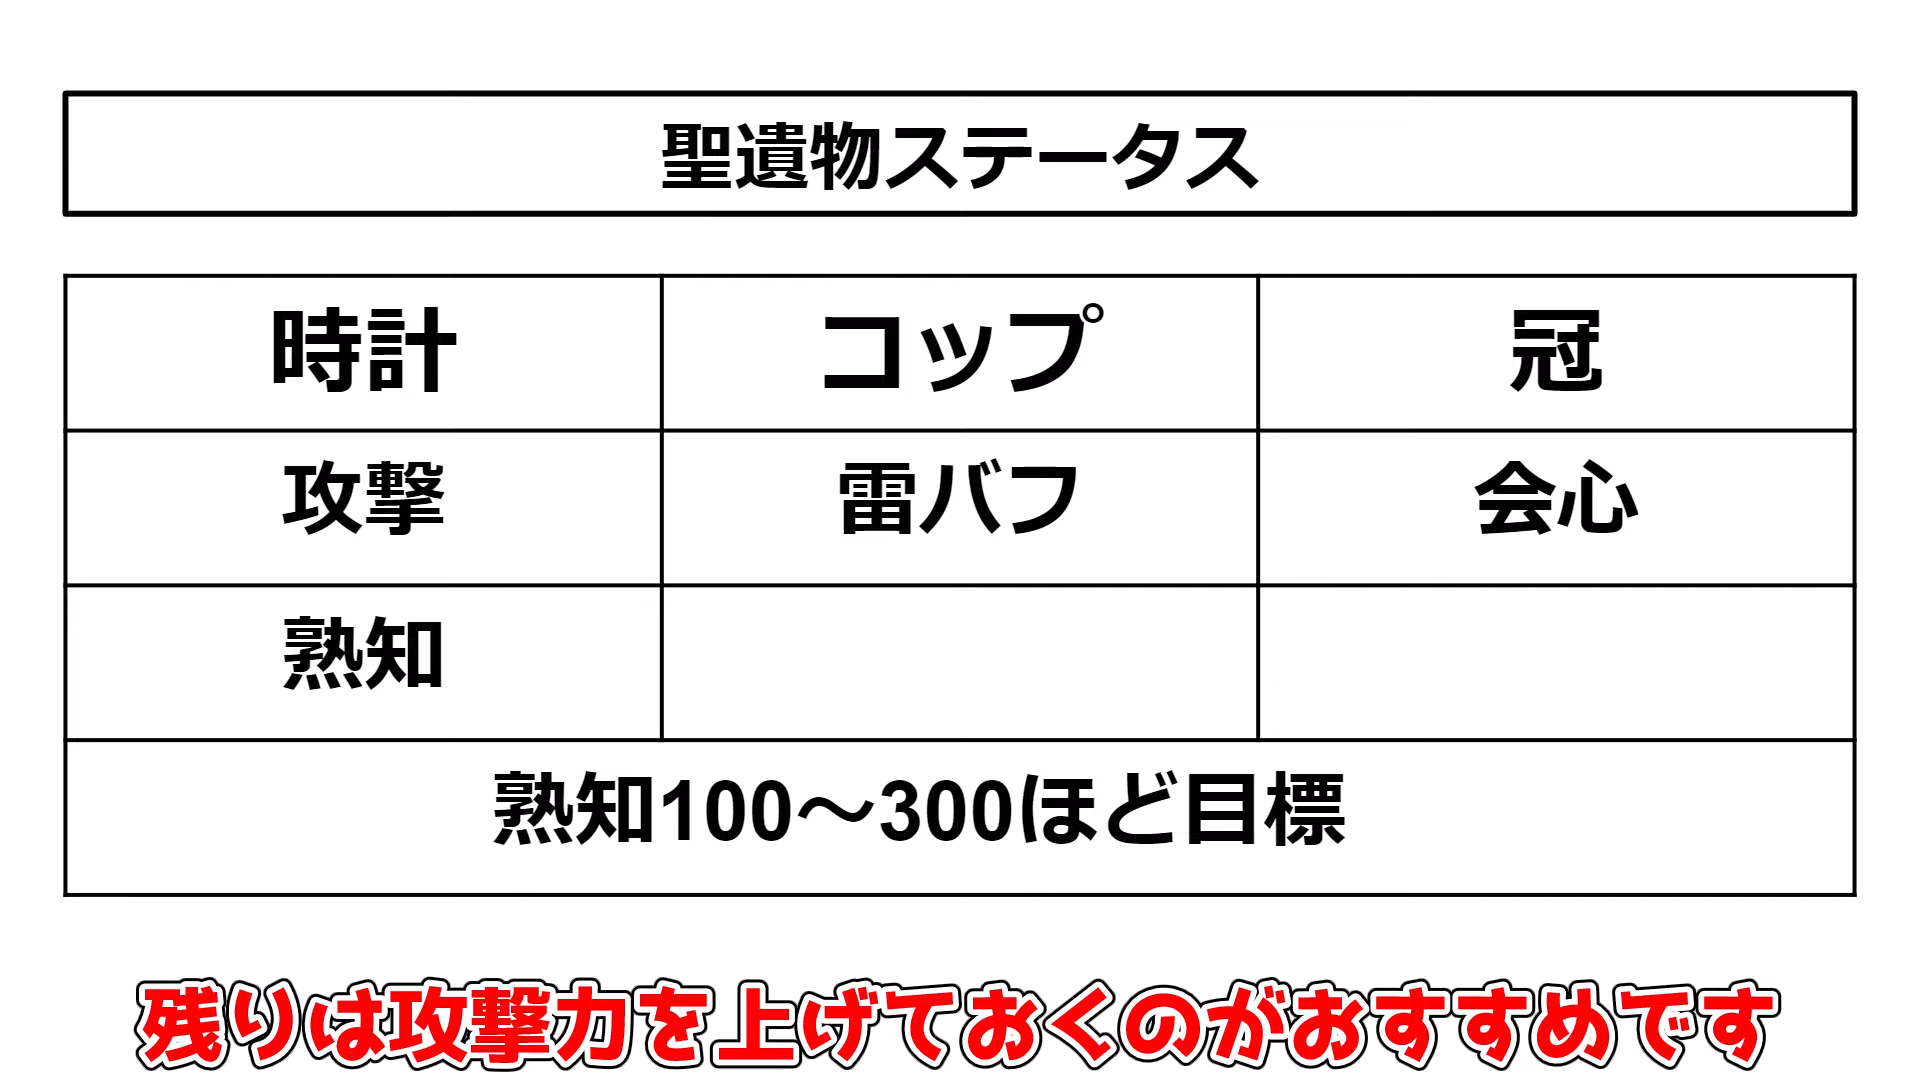 聖遺物ステータス
時計 コップ 冠
攻撃 雷バフ 会心
熟知
熟知100～300ほど目標
残りは攻撃力を上げておくのがおすすめです